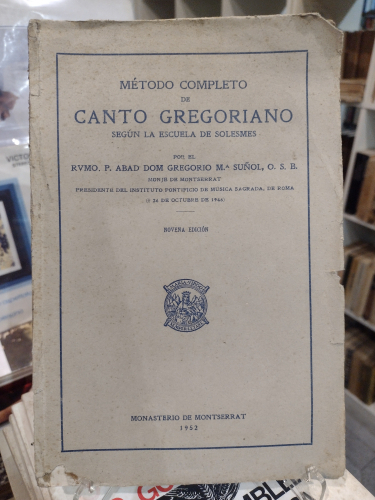 MÉTODO COMPLETO
DE
CANTO GREGORIANO
SEGÚN LA ESCUELA DE SOLESMES
POR EL
RVMO. P. ABAD DOM GREGORIO M.ª SUÑOL, O. S. B.
MONJE DE MONTSERRAT
PRESIDENTE DEL INSTITUTO PONTIFICIO DE MÚSICA SAGRADA, DE ROMA
(† 26 DE OCTUBRE DE 1946)
NOVENA EDICIÓN
MONASTERIO DE MONTSERRAT
1952
VICTO